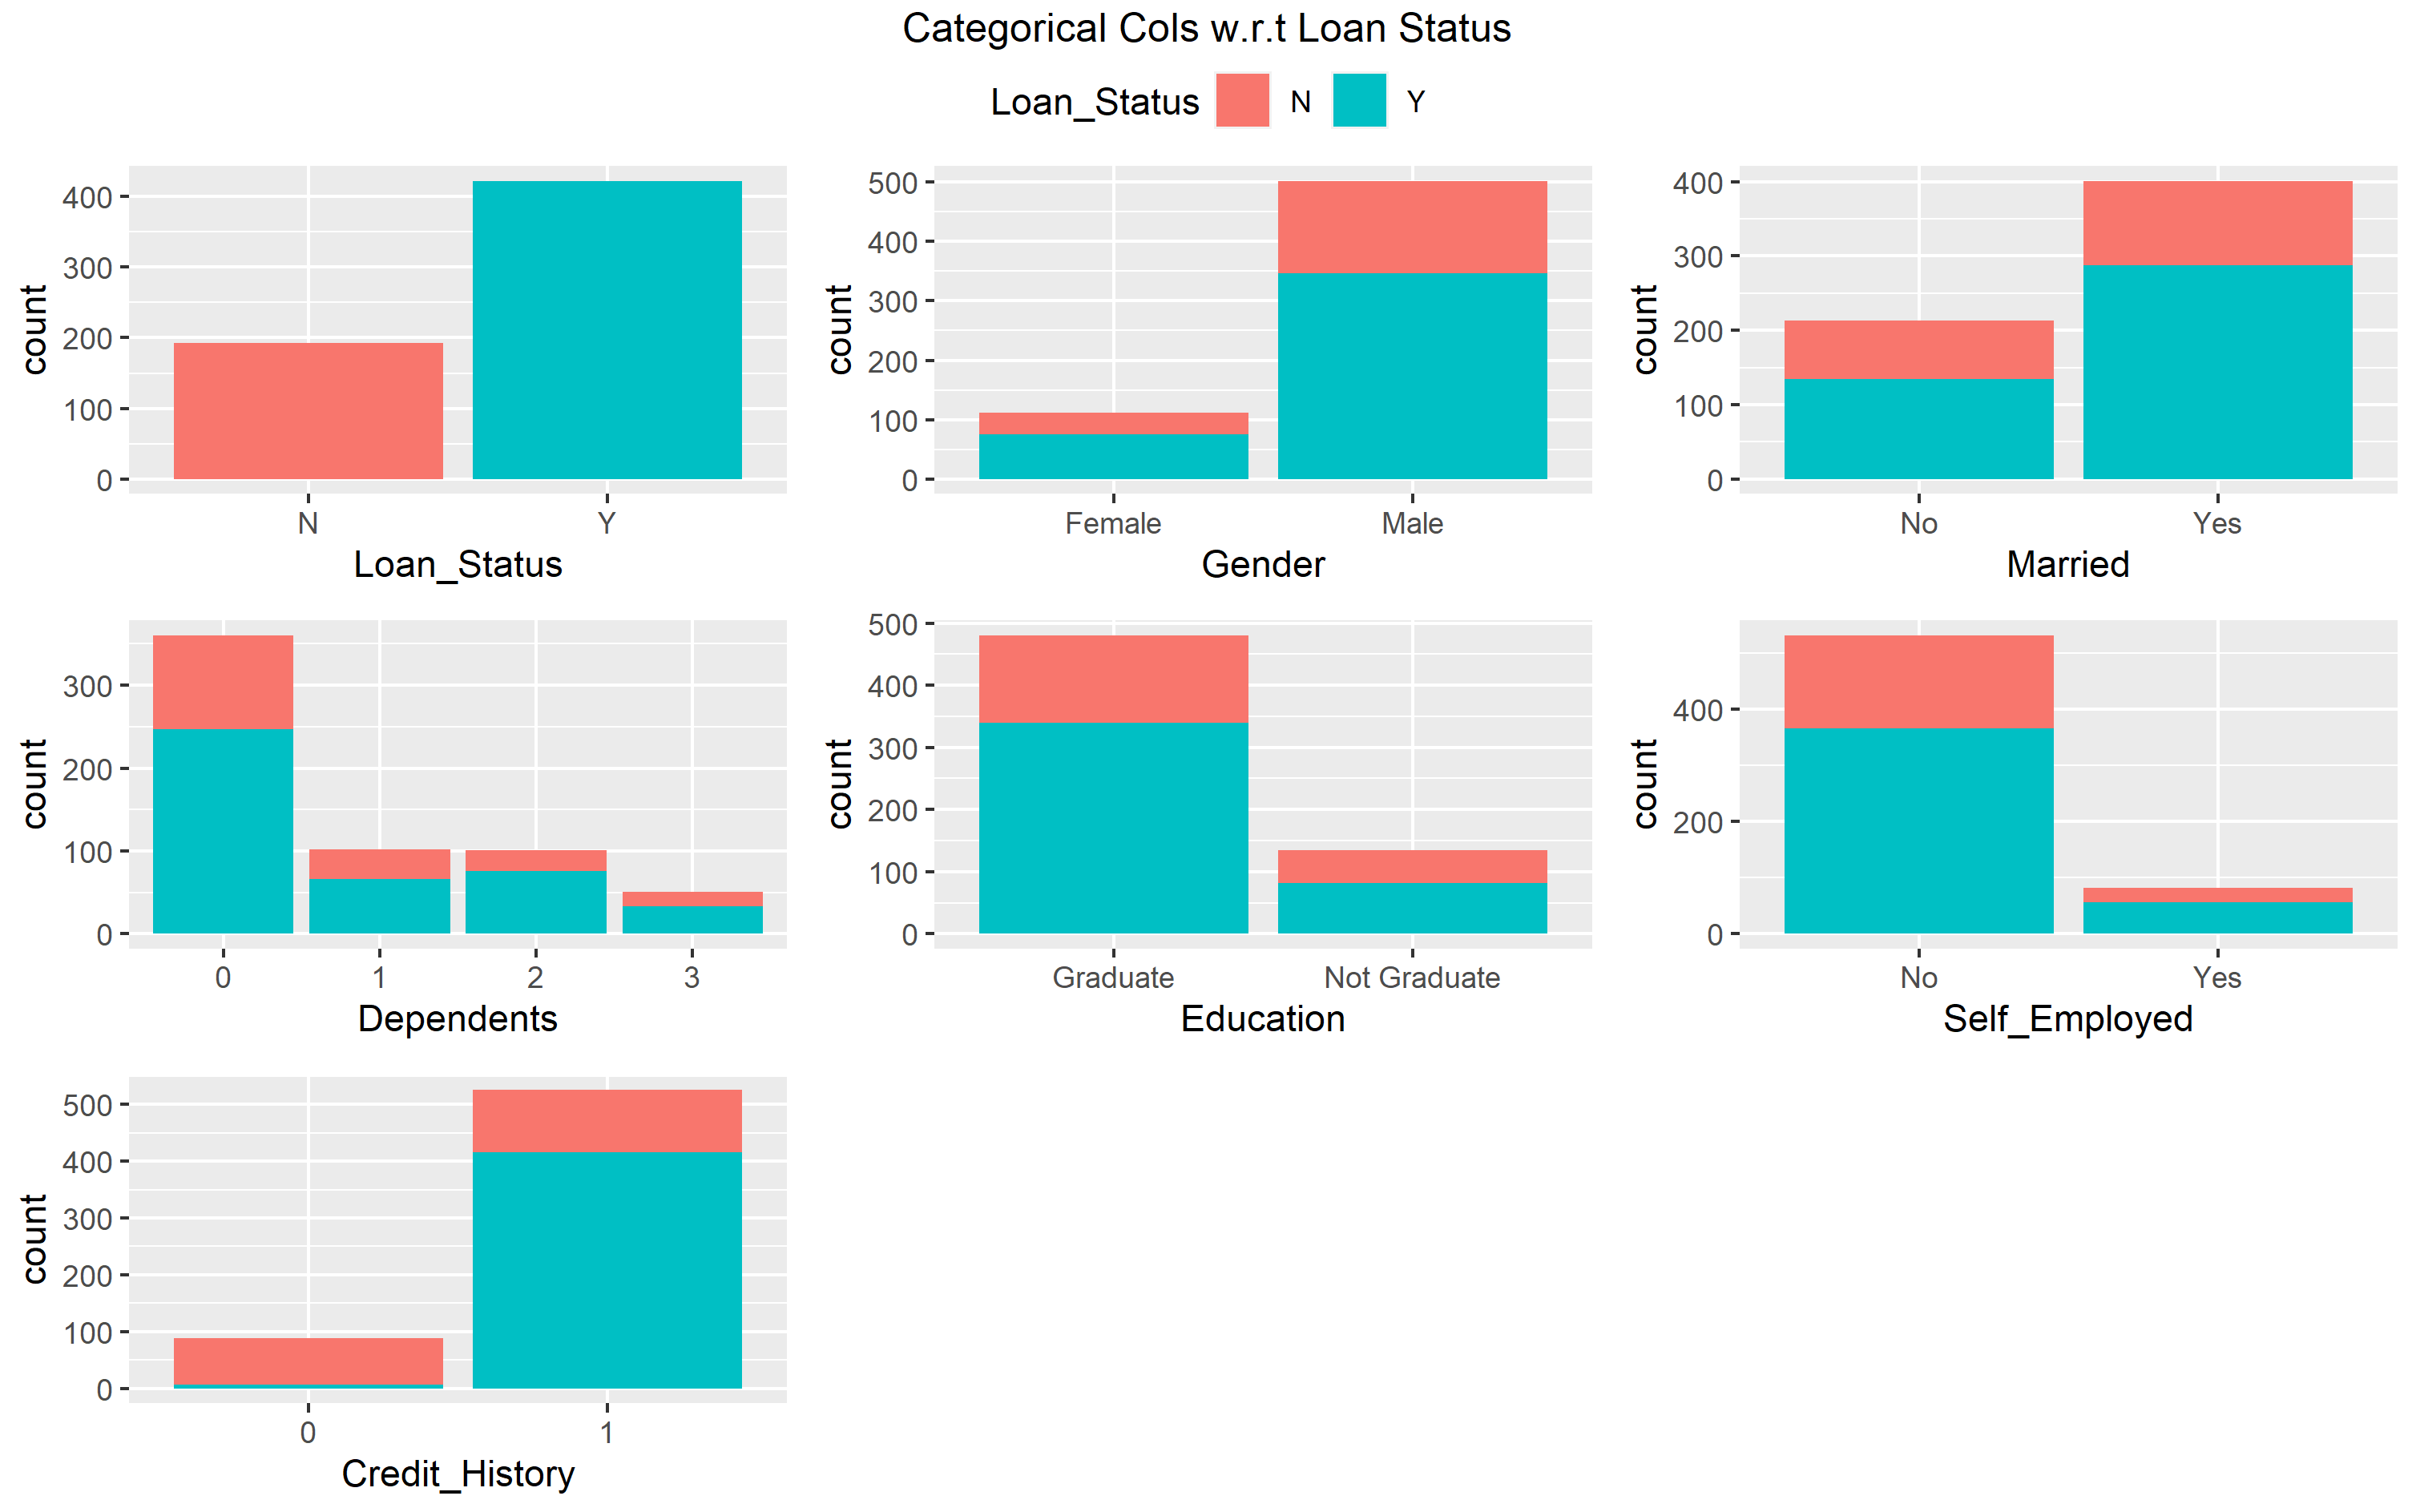 Categorical Cols w.r.t Loan Status
Loan_Status N Y
count
400
300
200
100
0
N Y
Loan_Status
count
500
400
300
200
100
0
Female Male
Gender
count
400
300
200
100
0
No Yes
Married
count
300
200
100
0
0 1 2 3
Dependents
count
500
400
300
200
100
0
Graduate Not Graduate
Education
count
400
200
0
No Yes
Self_Employed
count
500
400
300
200
100
0
0 1
Credit_History